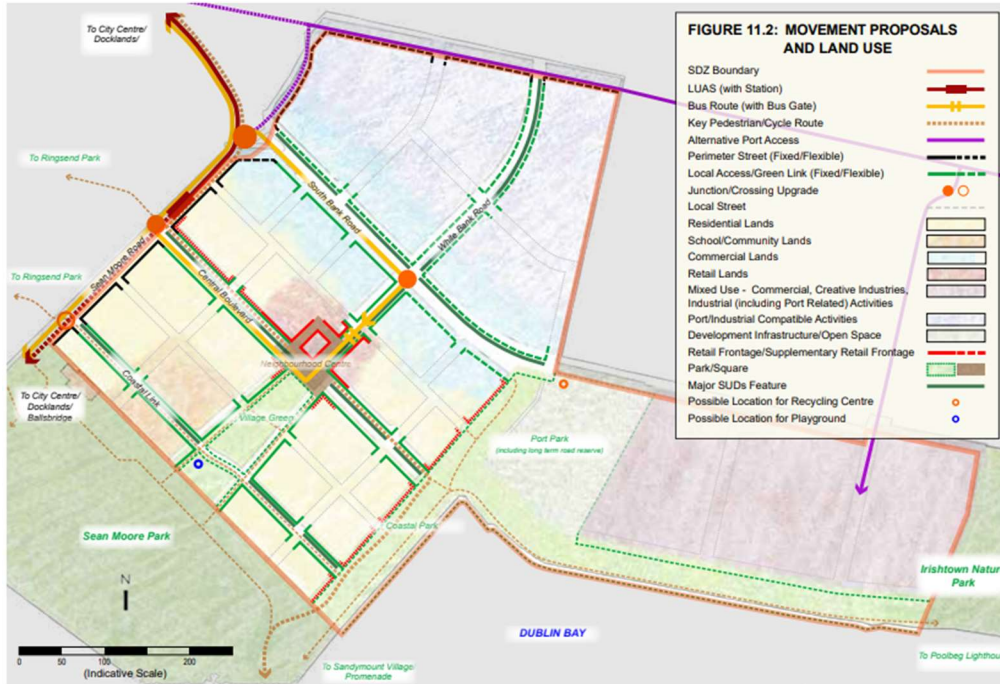 To City Centre/
Docklands/
FIGURE 11.2: MOVEMENT PROPOSALS
AND LAND USE
SDZ Boundary
LUAS (with Station)
Bus Route (with Bus Gate)
Key Pedestrian/Cycle Route
Alternative Port Access
Perimeter Street (Fixed/Flexible)
Local Access/Green Link (Fixed/Flexible)
Junction/Crossing Upgrade
Local Street
Residential Lands
School/Community Lands
Commercial Lands
Retail Lands
Mixed Use - Commercial, Creative Industries,
Industrial (including Port Related) Activities
Port/Industrial Compatible Activities
Development Infrastructure/Open Space
Retail Frontage/Supplementary Retail Frontage
Park/Square
Major SUDs Feature
Possible Location for Recycling Centre
Possible Location for Playground
To Ringsend Park
South Bank Road
White Bank Road
Sean Moore Road
To Ringsend Park
Central Boulevard
Neighbourhood Centre
Coastal Link
To City Centre/
Docklands/
Ballsbridge
Village Green
Port Park
(including long term road reserve)
Coastal Park
Sean Moore Park
Irishtown Natur
Park
N
DUBLIN BAY
0 50 100 200
(Indicative Scale)
To Sandymount Village
Promenade
To Poolbeg Lighthou